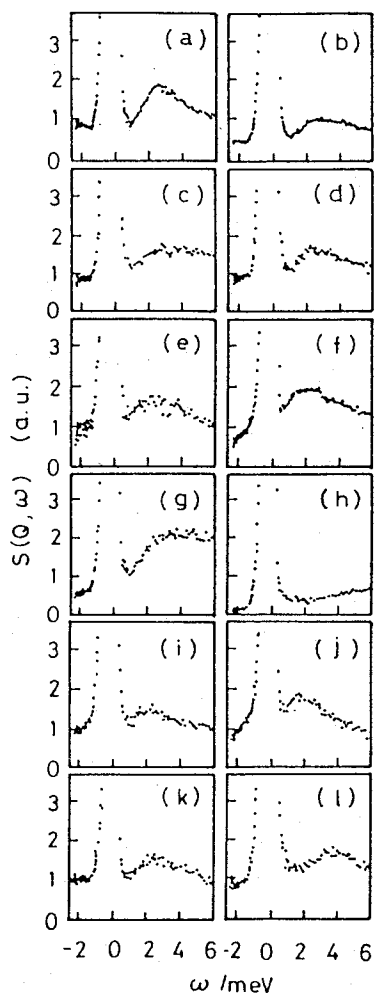 3
2
1
0
(a)
(b)
3
2
1
0
(c)
(d)
3
2
1
0
(e)
(f)
3
2
1
0
(g)
(h)
3
2
1
0
(i)
(j)
3
2
1
0
(k)
(l)
S(Q,ω) (a.u.)
-2 0 2 4 6
-2 0 2 4 6
ω /meV